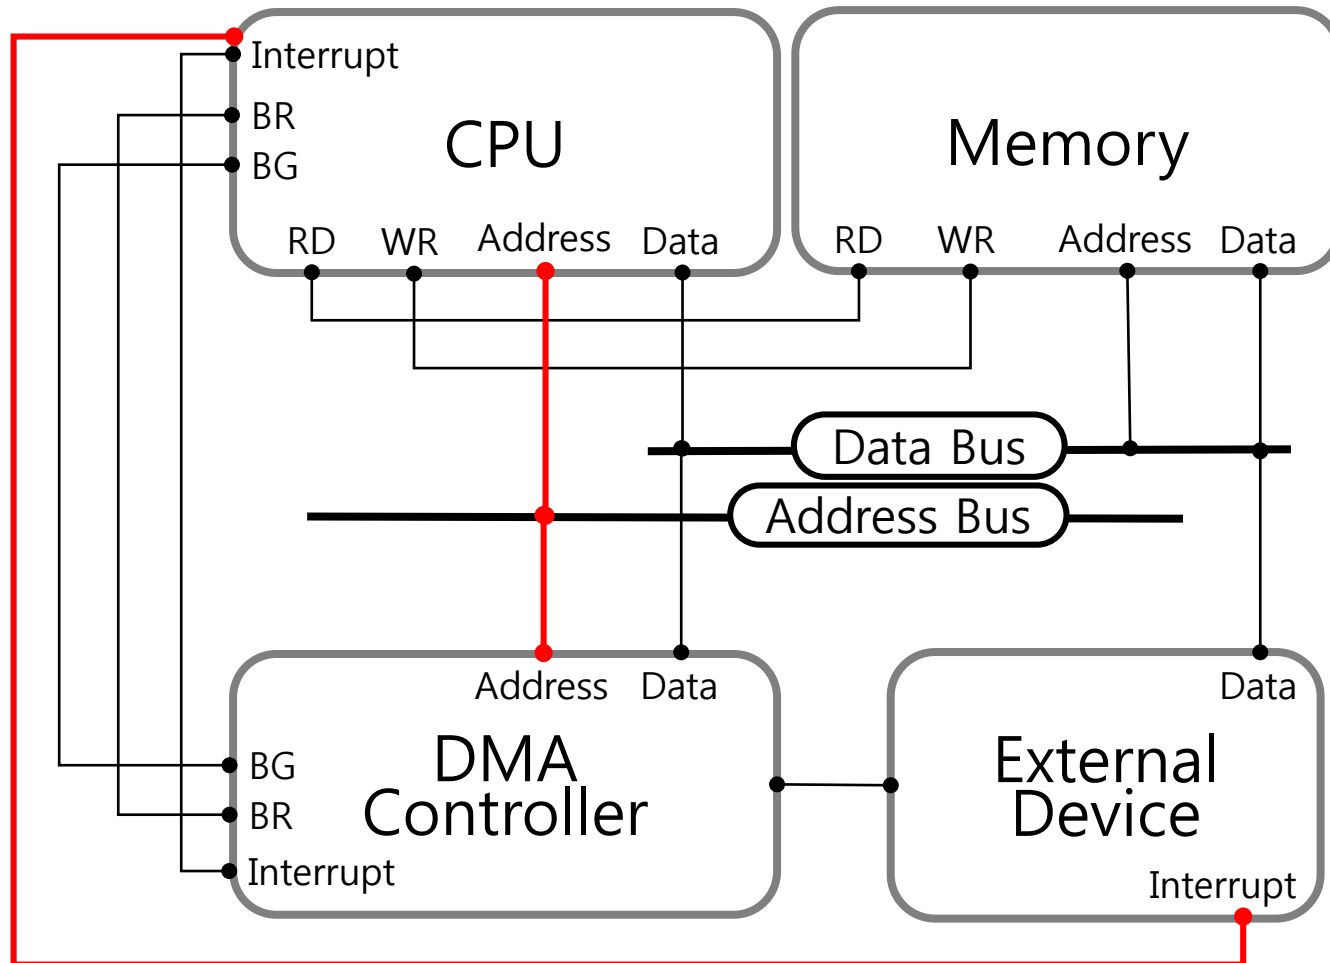 Interrupt
BR
BG
CPU
RD WR Address Data
Memory
RD WR Address Data
Data Bus
Address Bus
Address Data
DMA
Controller
BG
BR
Interrupt
Data
External
Device
Interrupt